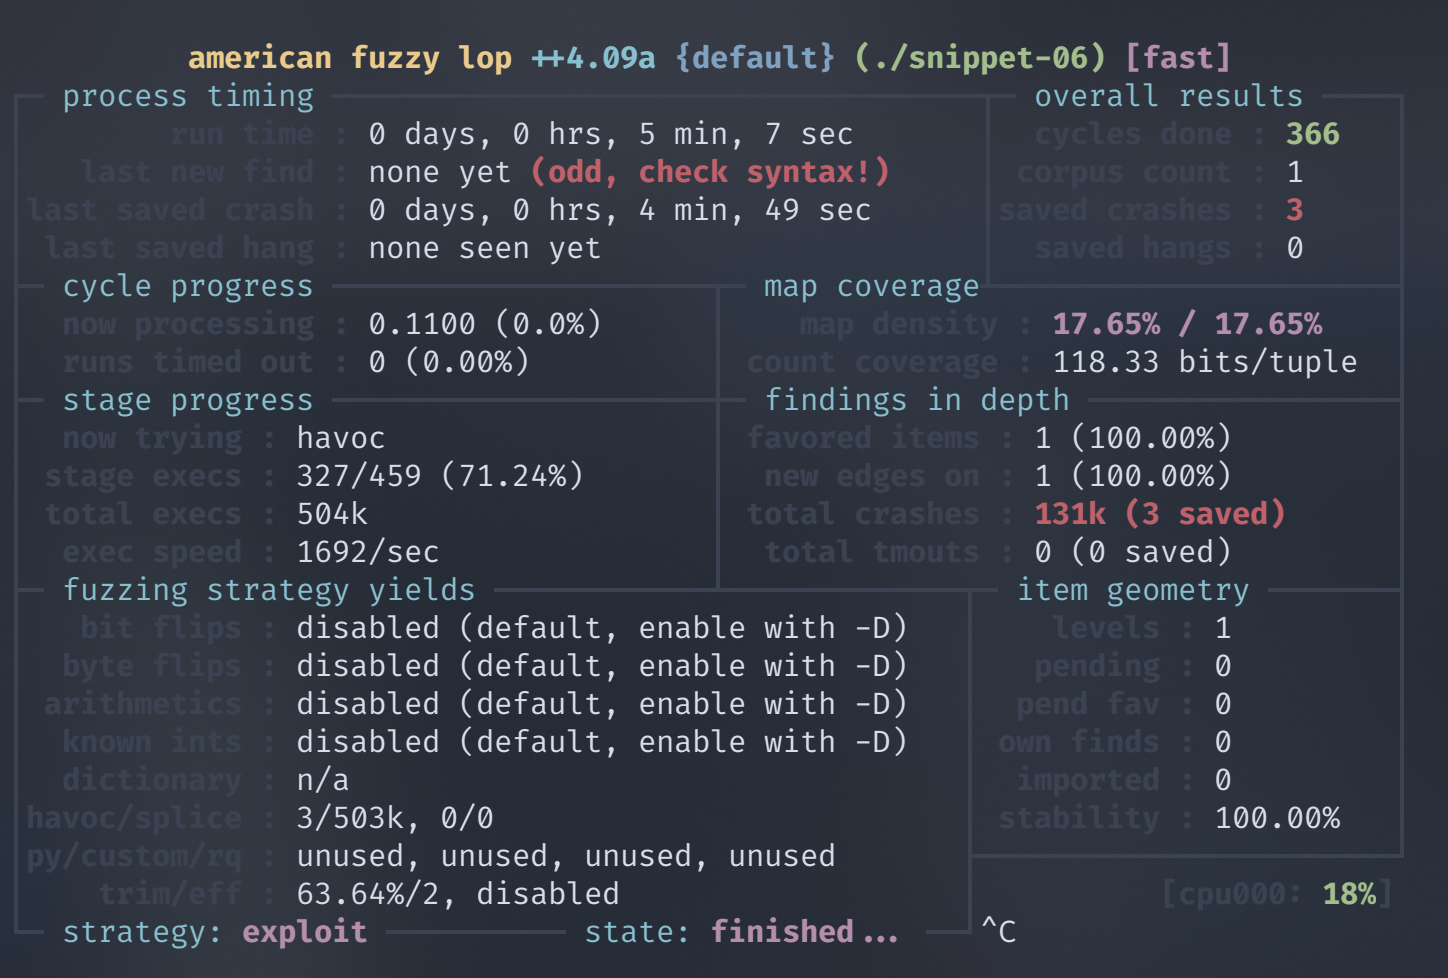 american fuzzy lop ++4.09a {default} (./snippet-06) [fast]
process timing overall results
run time : 0 days, 0 hrs, 5 min, 7 sec cycles done : 366
last new find : none yet (odd, check syntax!) corpus count : 1
last saved crash : 0 days, 0 hrs, 4 min, 49 sec saved crashes : 3
last saved hang : none seen yet saved hangs : 0
cycle progress map coverage
now processing : 0.1100 (0.0%) map density : 17.65% / 17.65%
runs timed out : 0 (0.00%) count coverage : 118.33 bits/tuple
stage progress findings in depth
now trying : havoc favored items : 1 (100.00%)
stage execs : 327/459 (71.24%) new edges on : 1 (100.00%)
total execs : 504k total crashes : 131k (3 saved)
exec speed : 1692/sec total tmouts : 0 (0 saved)
fuzzing strategy yields item geometry
bit flips : disabled (default, enable with -D) levels : 1
byte flips : disabled (default, enable with -D) pending : 0
arithmetics : disabled (default, enable with -D) pend fav : 0
known ints : disabled (default, enable with -D) own finds : 0
dictionary : n/a imported : 0
havoc/splice : 3/503k, 0/0 stability : 100.00%
py/custom/rq : unused, unused, unused, unused
trim/eff : 63.64%/2, disabled [cpu000: 18%]
strategy: exploit state: finished... ^C